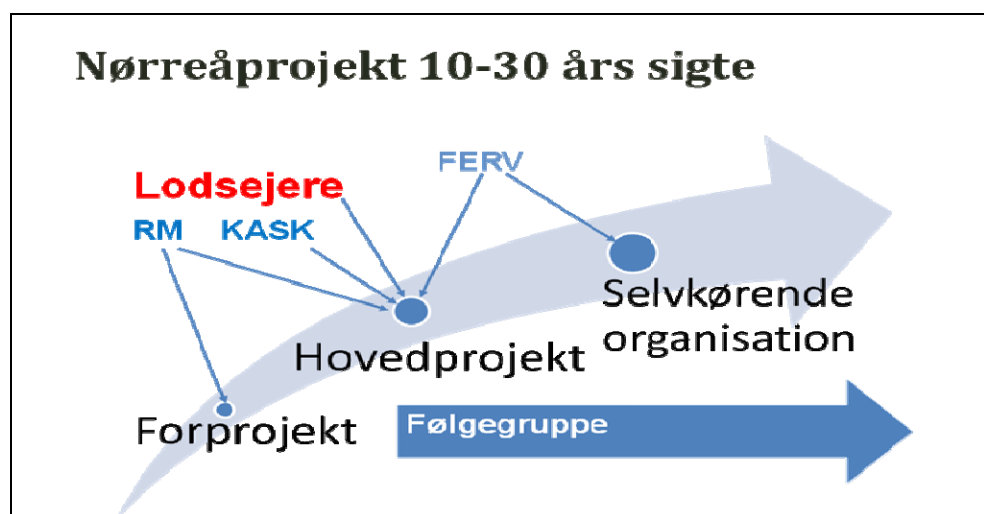 Nørreåprojekt 10-30 års sigte
FERV
Lodsejere
RM KASK
Selvkørende
organisation
Hovedprojekt
Forprojekt
Følgegruppe